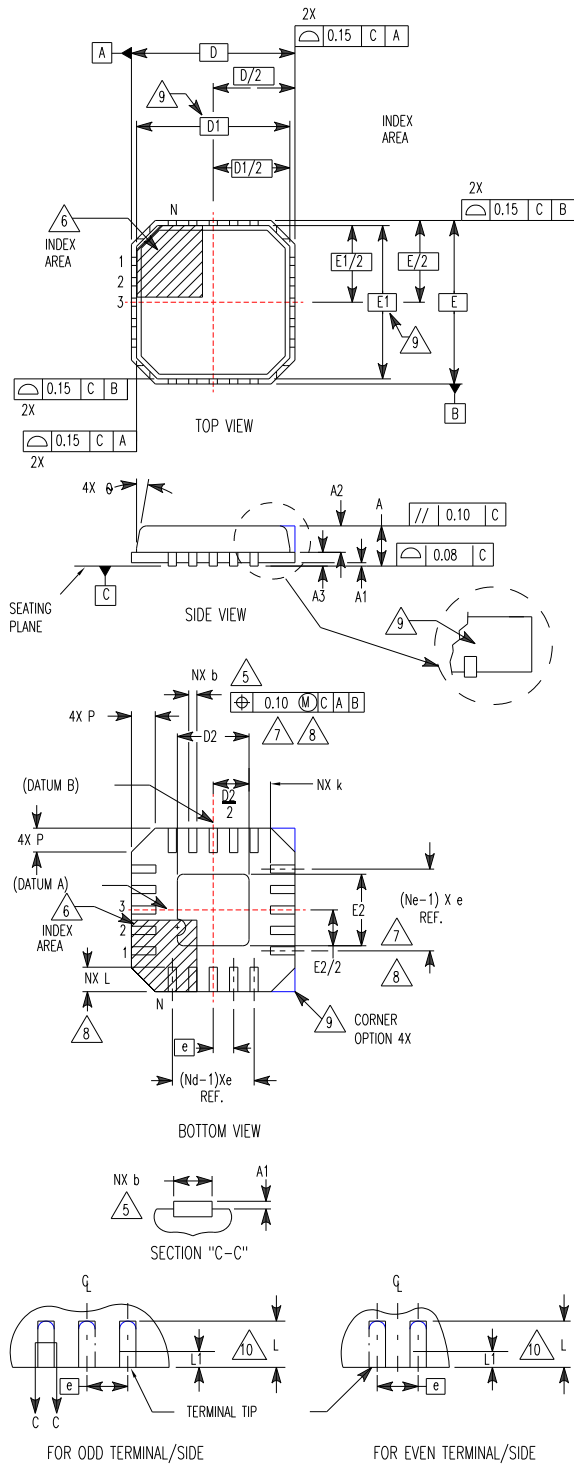 2X
0.15 C A
A
D
D/2
9
D1
INDEX
AREA
D1/2
2X
0.15 C B
6
N
INDEX
AREA
1
2
3
E1/2
E/2
E1
E
9
0.15 C B
2X
B
TOP VIEW
0.15 C A
2X
4X θ
A2
A
// 0.10 C
0.08 C
C
A3
A1
SEATING
PLANE
SIDE VIEW
9
NX b
5
0.10 M C A B
4X P
7
8
D2
(DATUM B)
D2
2
NX k
4X P
(DATUM A)
(Ne-1) X e
REF.
6
INDEX
AREA
3
2
1
E2
7
E2/2
8
NX L
8
N
9
CORNER
OPTION 4X
e
(Nd-1)Xe
REF.
BOTTOM VIEW
NX b
A1
5
SECTION "C-C"
CL
CL
L
10
L1
L
10
L1
e
e
C C
TERMINAL TIP
FOR ODD TERMINAL/SIDE
FOR EVEN TERMINAL/SIDE